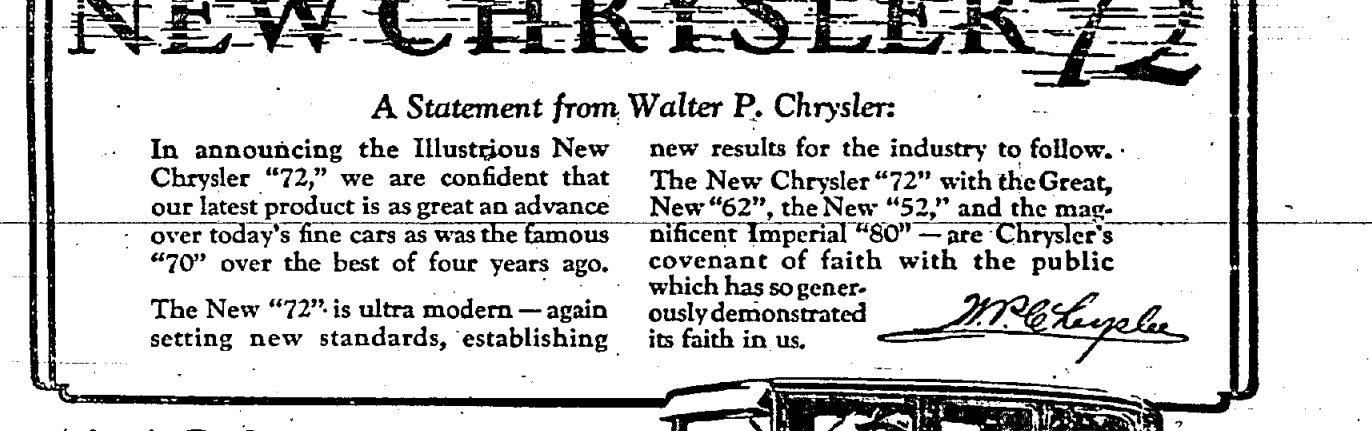 NEW CHRYSLER 72
A Statement from Walter P. Chrysler:
In announcing the Illustrious New
Chrysler “72,” we are confident that
our latest product is as great an advance
over today’s fine cars as was the famous
“70” over the best of four years ago.
The New “72” is ultra modern — again
setting new standards, establishing
new results for the industry to follow.
The New Chrysler “72” with the Great,
New “62”, the New “52,” and the mag-
nificent Imperial “80” — are Chrysler’s
covenant of faith with the public
which has so gener-
ously demonstrated
its faith in us.
W.P. Chrysler